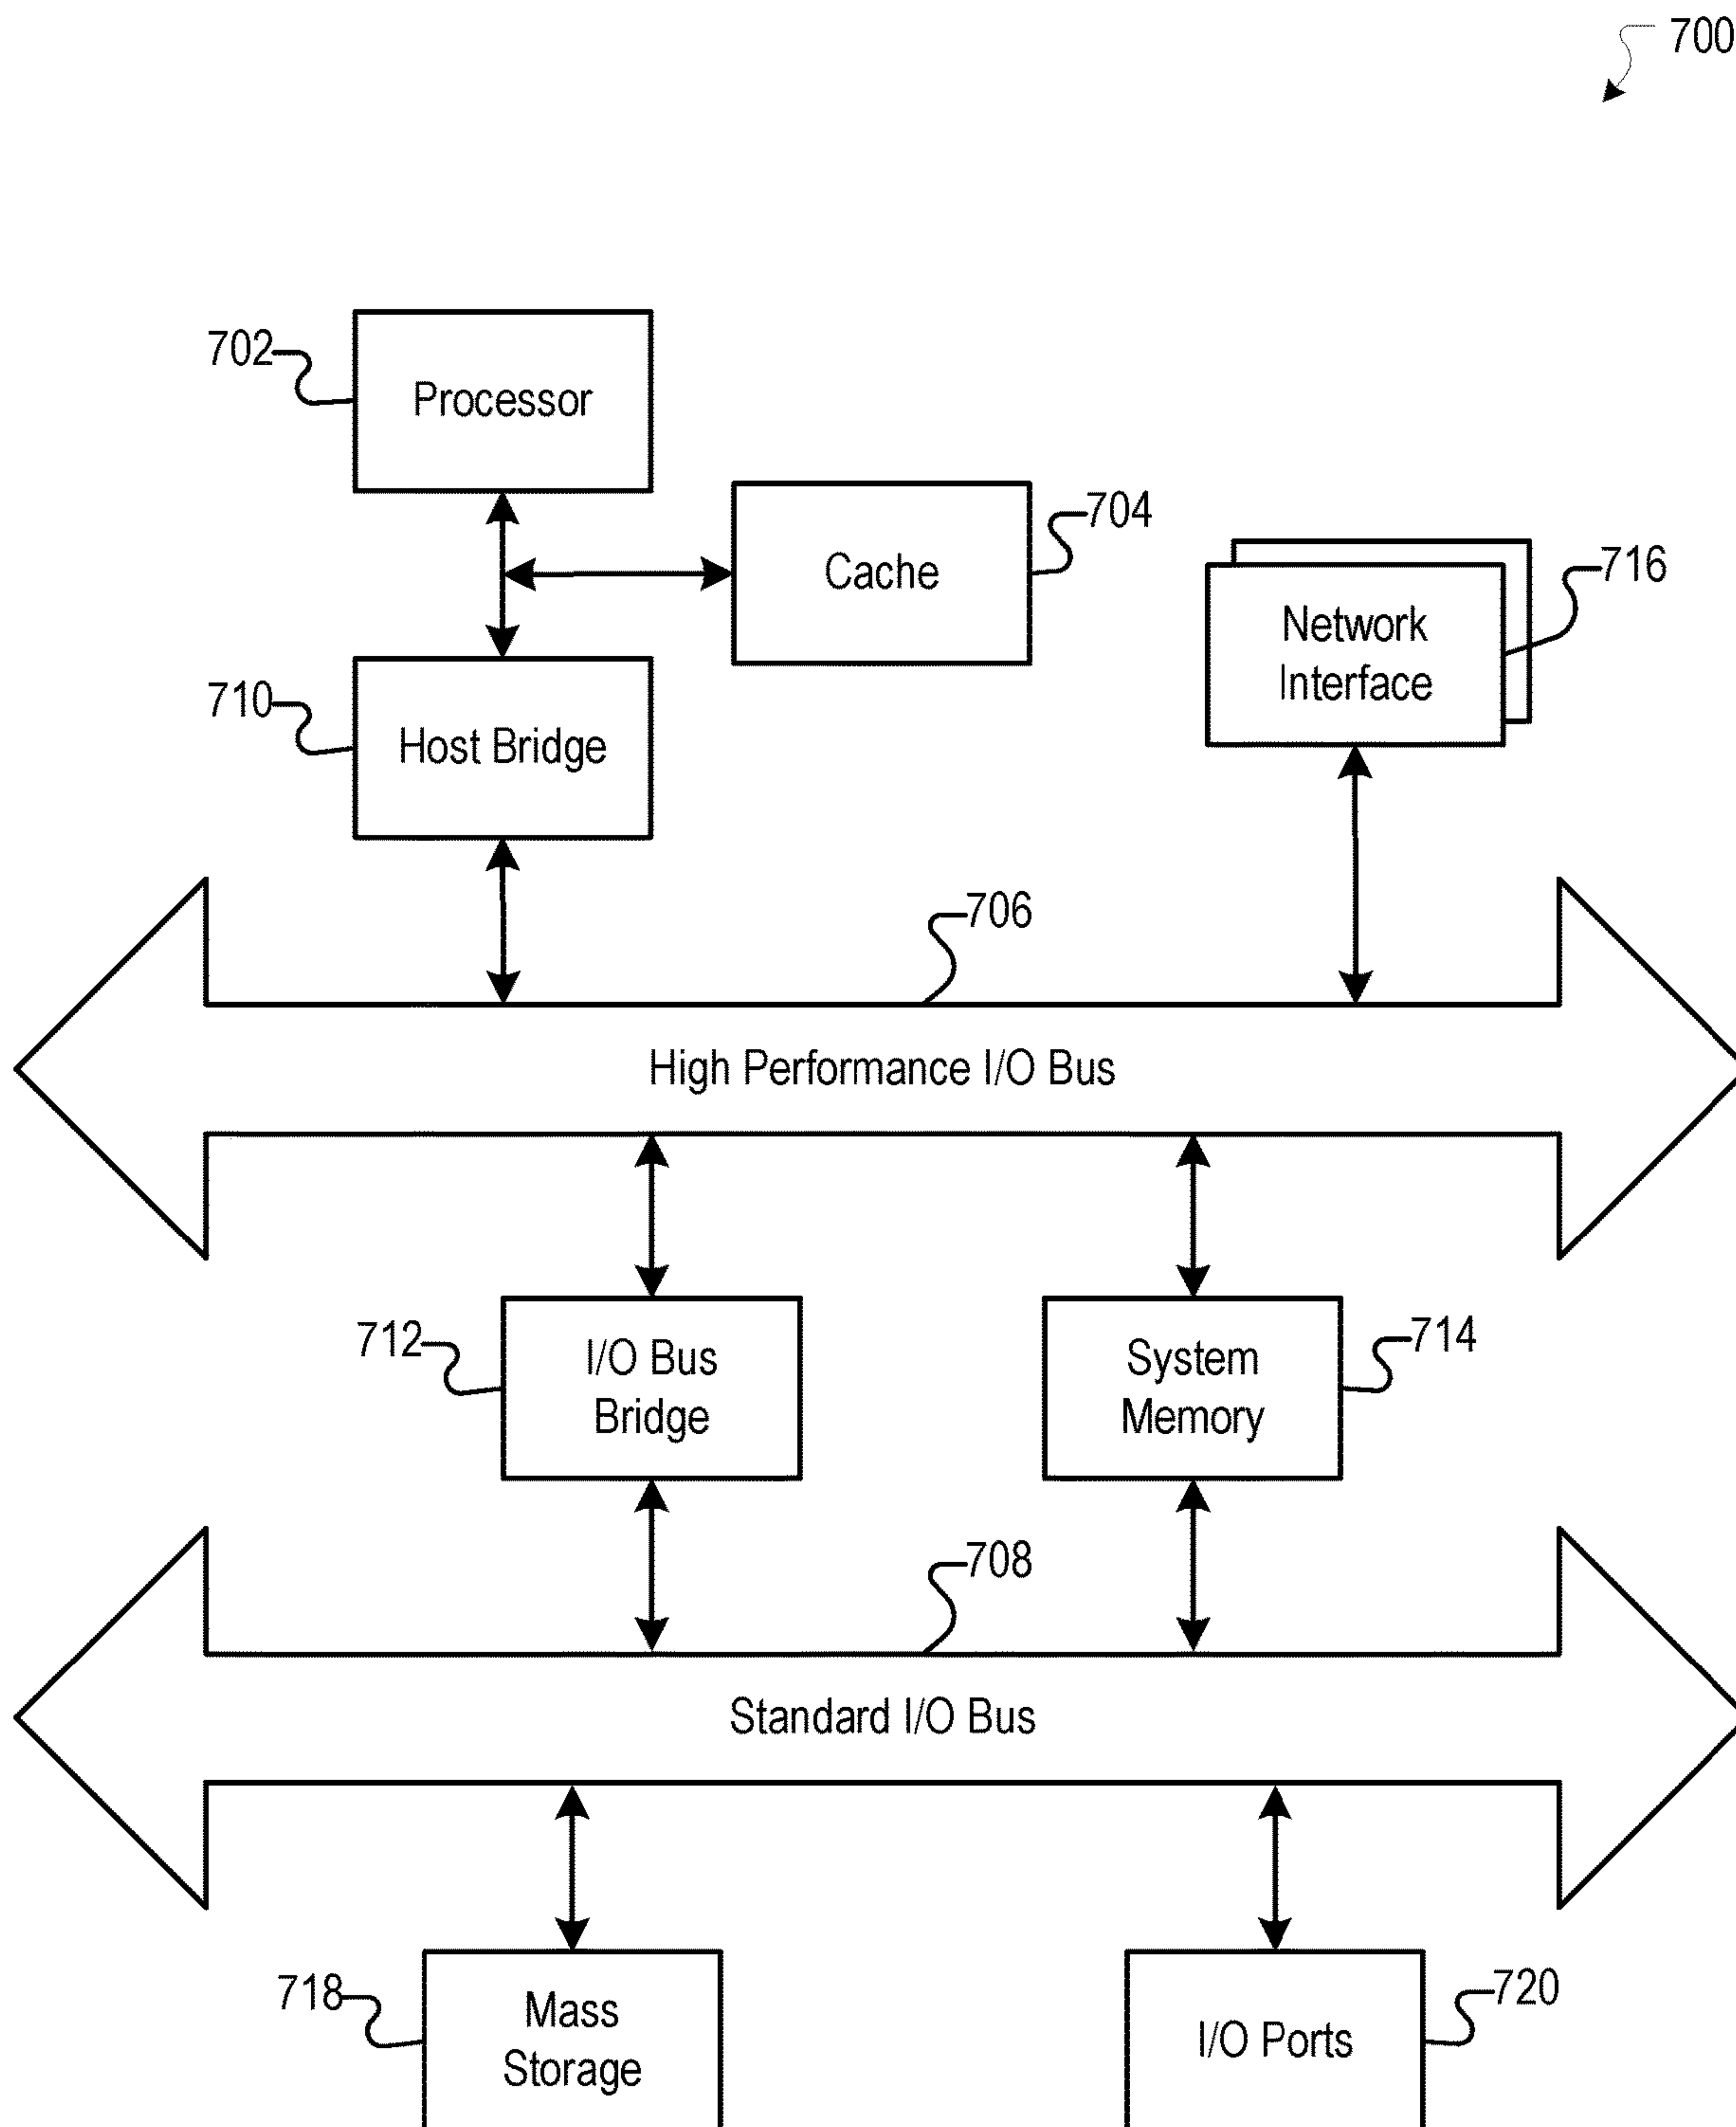 700
702
Processor
704
Cache
716
Network
Interface
710
Host Bridge
706
High Performance I/O Bus
712
I/O Bus
Bridge
714
System
Memory
708
Standard I/O Bus
718
Mass
Storage
720
I/O Ports